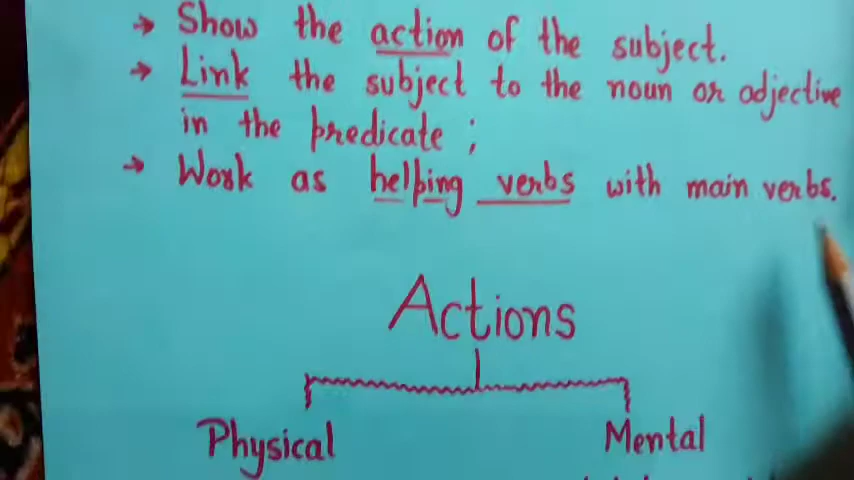 → Show the action of the subject.
→ Link the subject to the noun or adjective
in the predicate ;
→ Work as helping verbs with main verbs.
Actions
Physical Mental